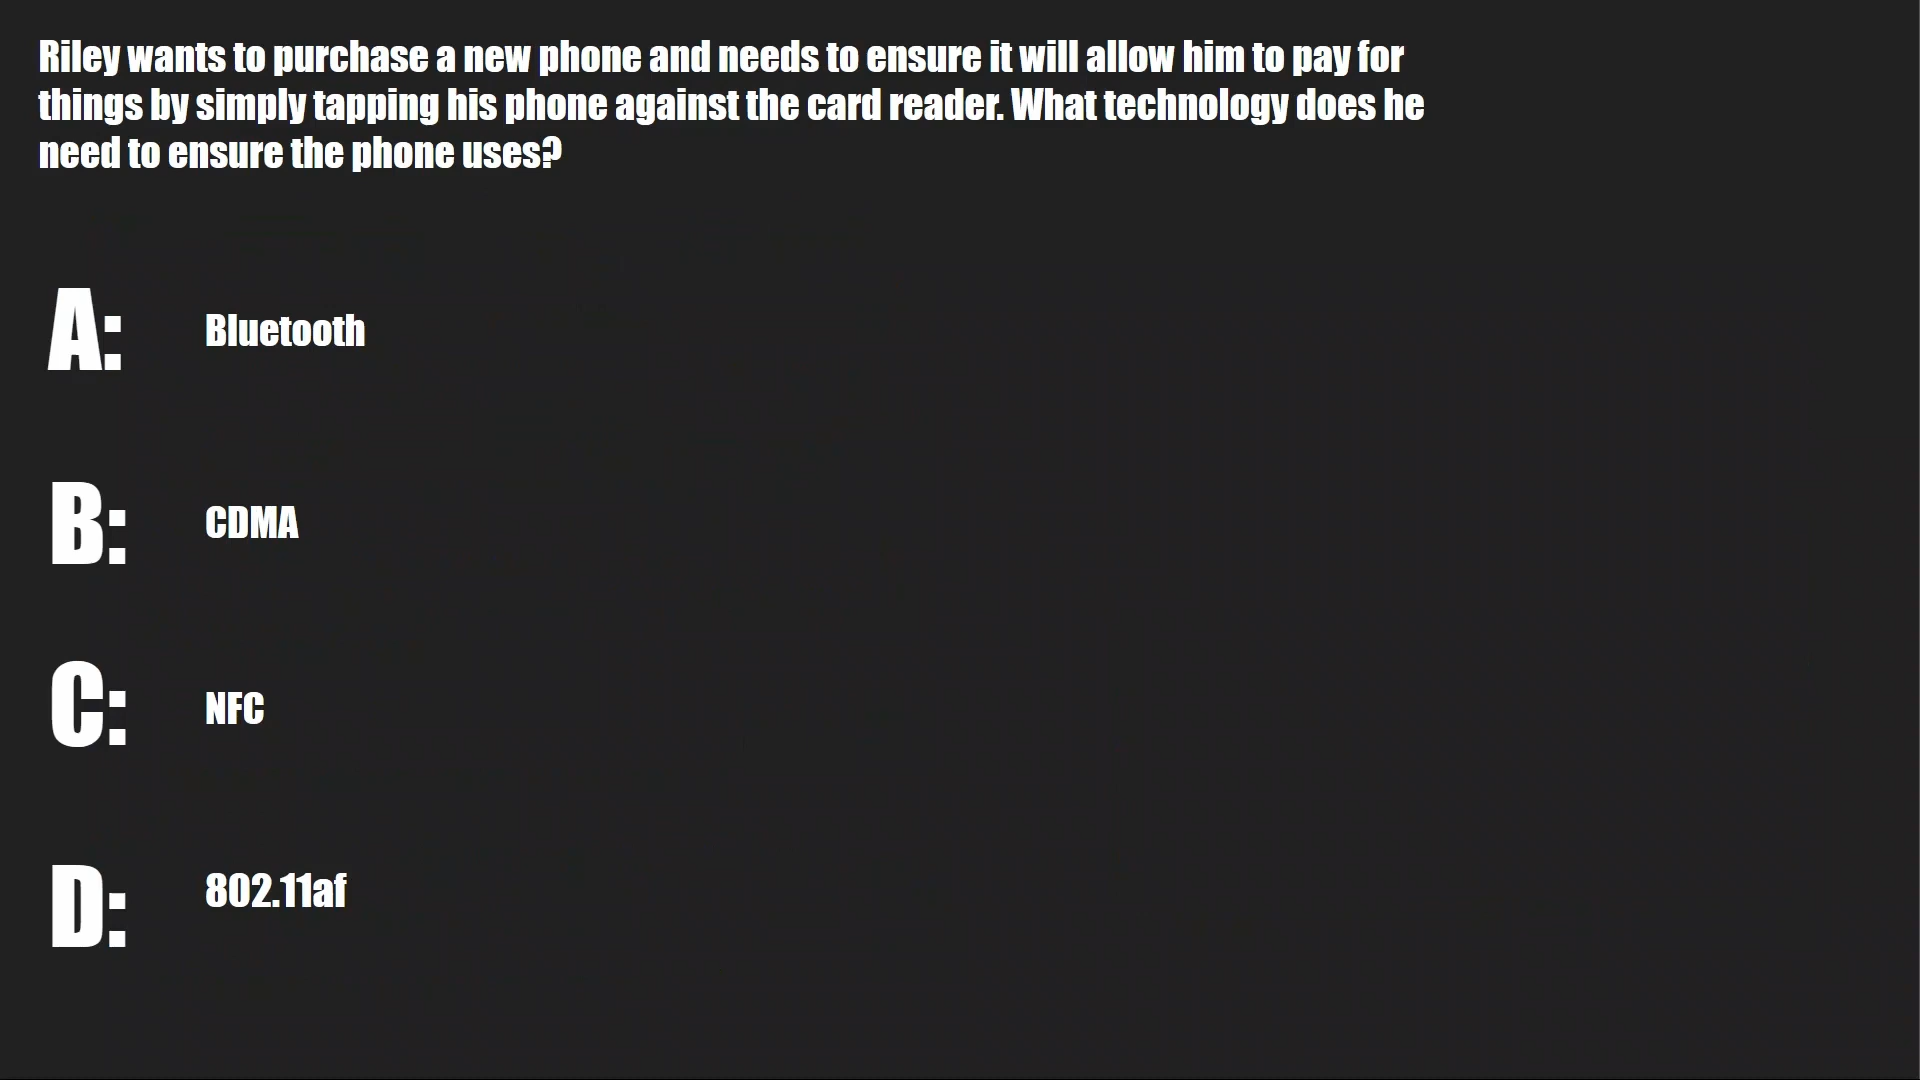 Riley wants to purchase a new phone and needs to ensure it will allow him to pay for
things by simply tapping his phone against the card reader. What technology does he
need to ensure the phone uses?
A: Bluetooth
B: CDMA
C: NFC
D: 802.11af